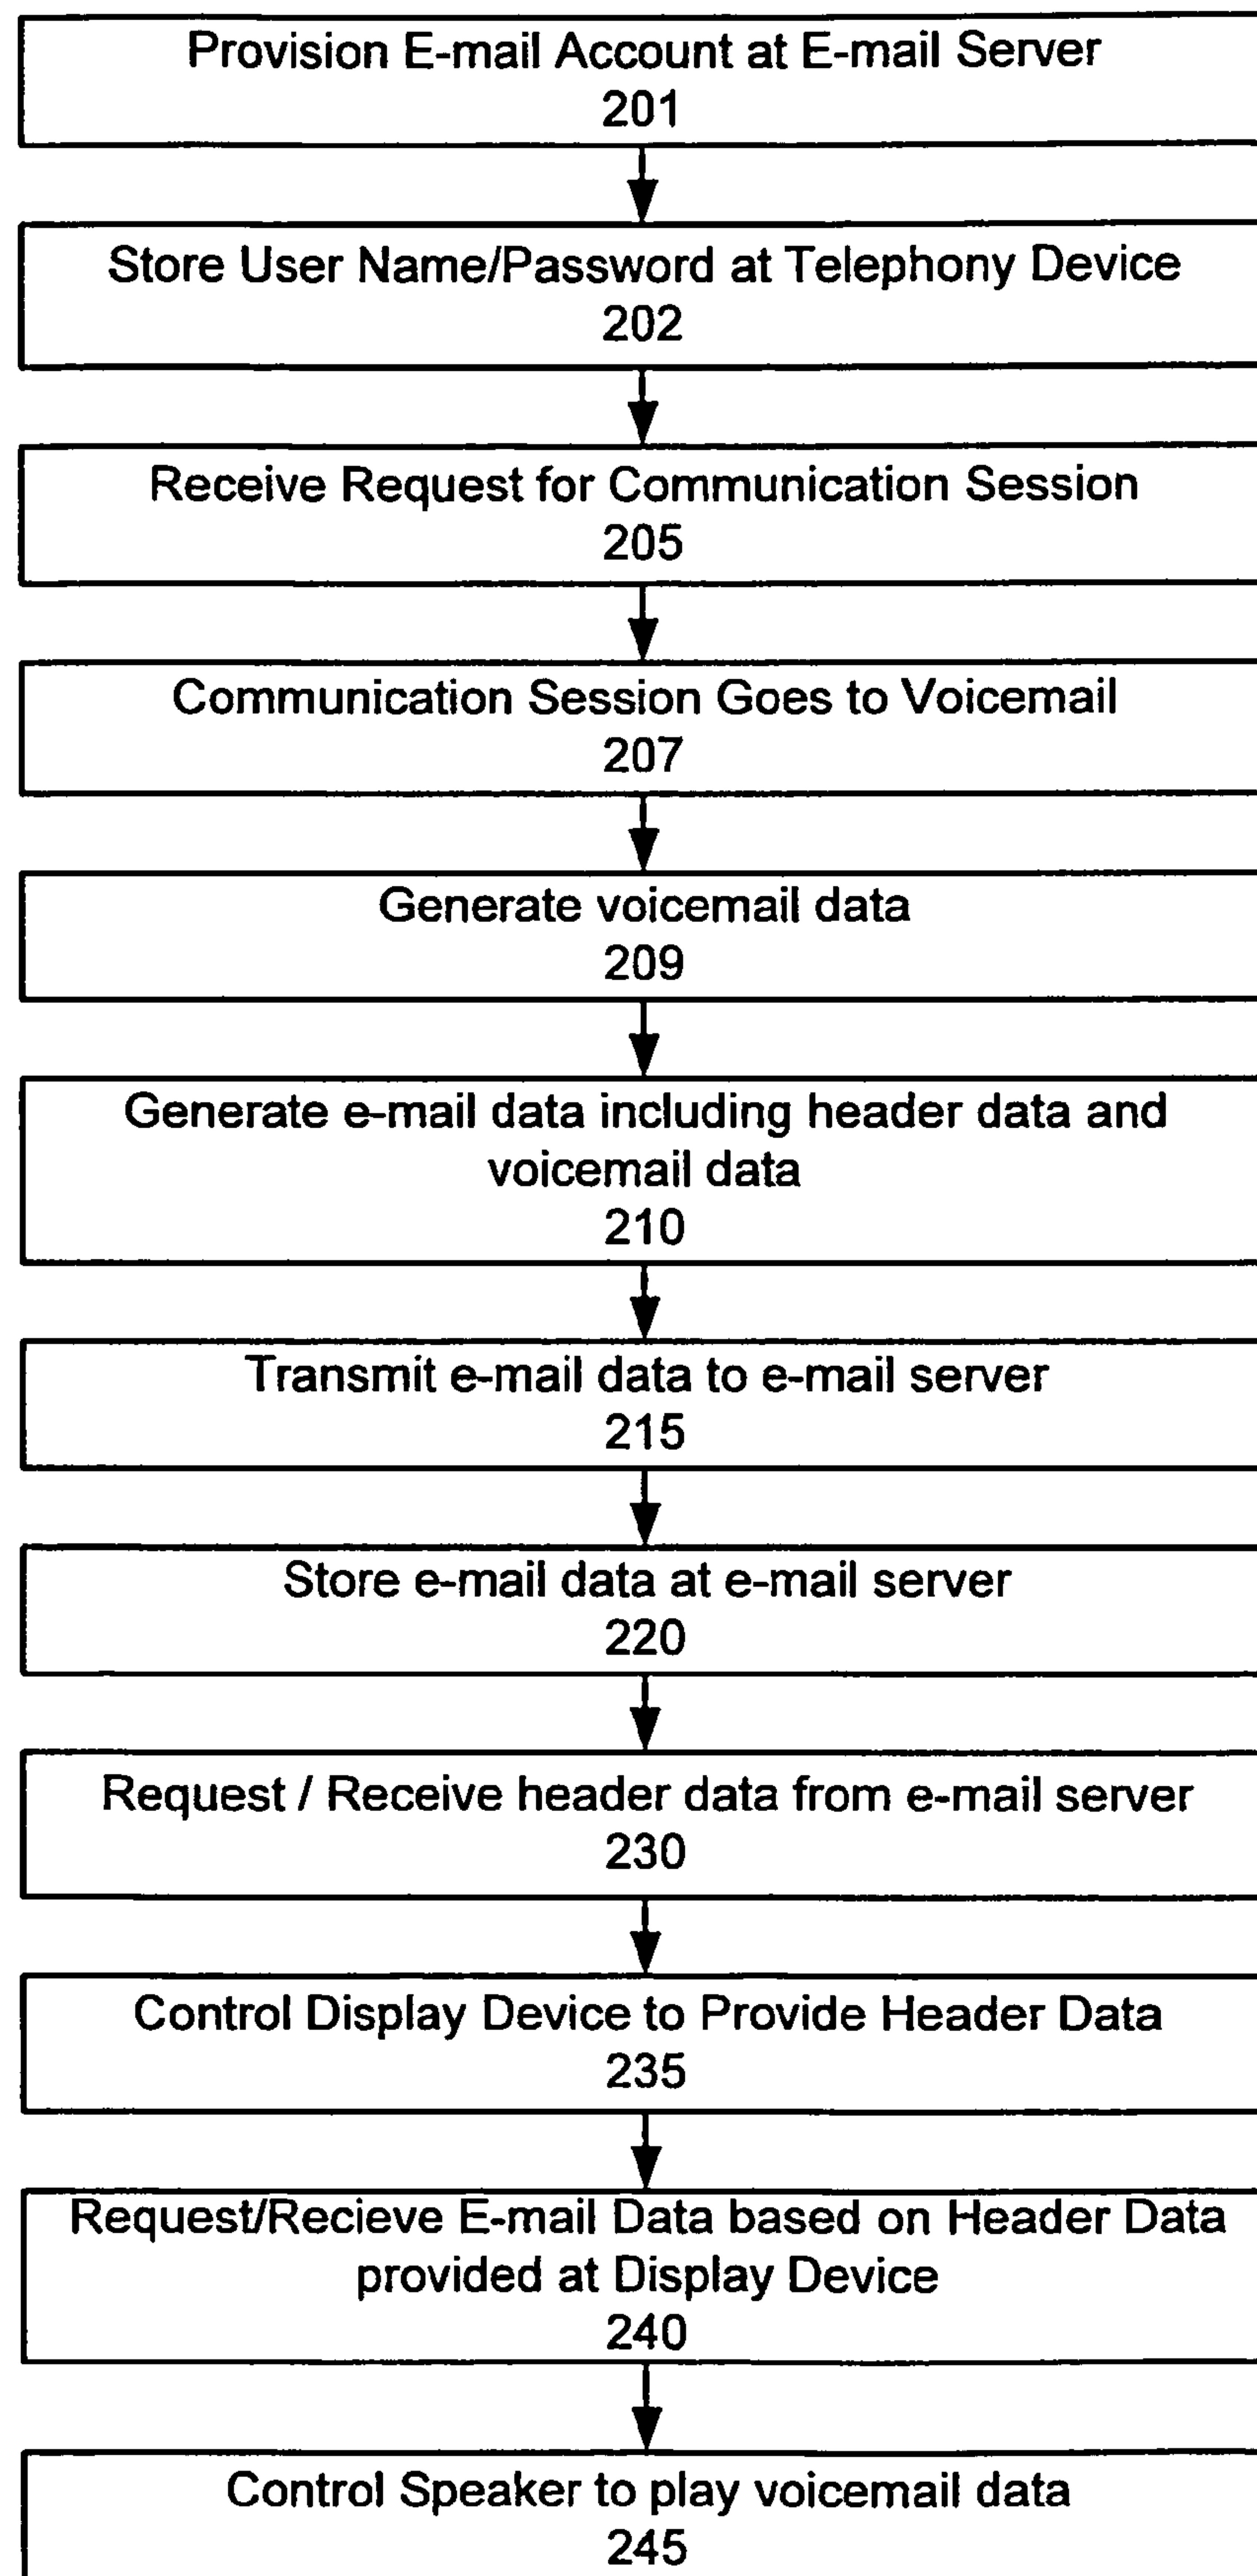 Provision E-mail Account at E-mail Server
201
Store User Name/Password at Telephony Device
202
Receive Request for Communication Session
205
Communication Session Goes to Voicemail
207
Generate voicemail data
209
Generate e-mail data including header data and
voicemail data
210
Transmit e-mail data to e-mail server
215
Store e-mail data at e-mail server
220
Request / Receive header data from e-mail server
230
Control Display Device to Provide Header Data
235
Request/Recieve E-mail Data based on Header Data
provided at Display Device
240
Control Speaker to play voicemail data
245